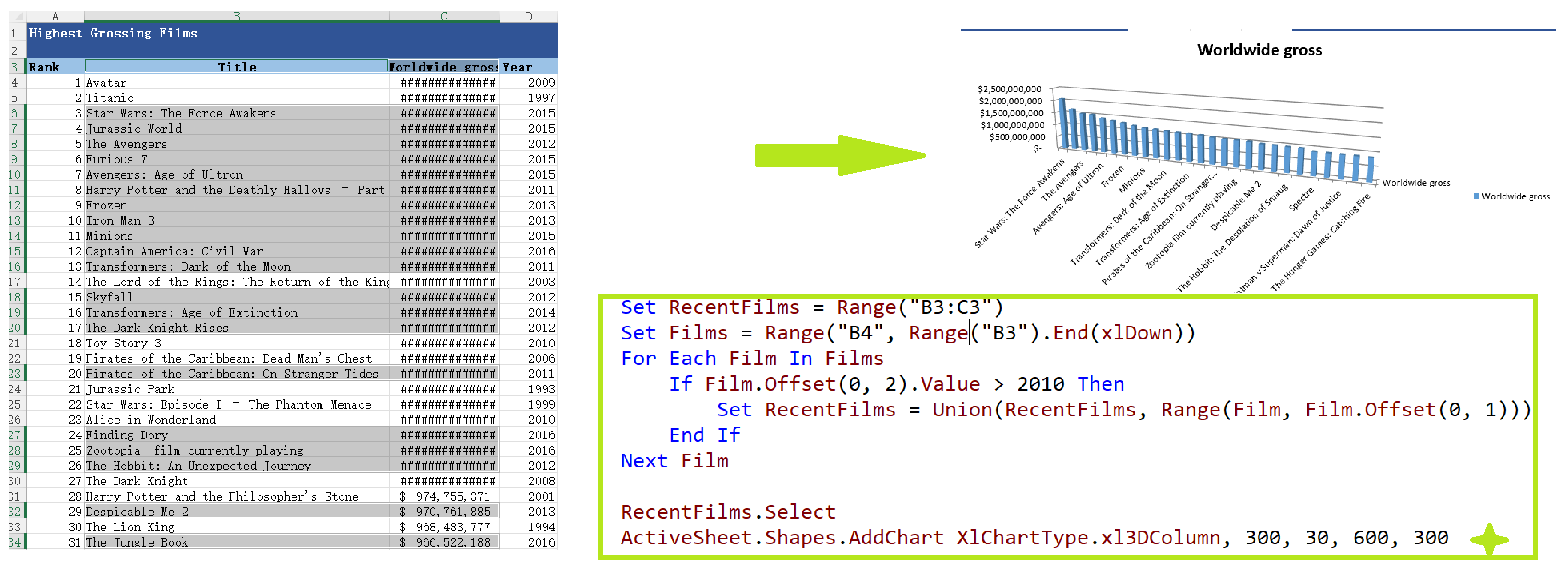 A B C D
1 Highest Grossing Films
2
3 Rank Title Worldwide gross Year
4 1 Avatar ############## 2009
5 2 Titanic ############## 1997
6 3 Star Wars: The Force Awakens ############## 2015
7 4 Jurassic World ############## 2015
8 5 The Avengers ############## 2012
9 6 Furious 7 ############## 2015
10 7 Avengers: Age of Ultron ############## 2015
11 8 Harry Potter and the Deathly Hallows - Part ############## 2011
12 9 Frozen ############## 2013
13 10 Iron Man 3 ############## 2013
14 11 Minions ############## 2015
15 12 Captain America: Civil War ############## 2016
16 13 Transformers: Dark of the Moon ############## 2011
17 14 The Lord of the Rings: The Return of the King ############## 2003
18 15 Skyfall ############## 2012
19 16 Transformers: Age of Extinction ############## 2014
20 17 The Dark Knight Rises ############## 2012
21 18 Toy Story 3 ############## 2010
22 19 Pirates of the Caribbean: Dead Man's Chest ############## 2006
23 20 Pirates of the Caribbean: On Stranger Tides ############## 2011
24 21 Jurassic Park ############## 1993
25 22 Star Wars: Episode I - The Phantom Menace ############## 1999
26 23 Alice in Wonderland ############## 2010
27 24 Finding Dory ############## 2016
28 25 Zootopia film currently playing ############## 2016
29 26 The Hobbit: An Unexpected Journey ############## 2012
30 27 The Dark Knight ############## 2008
31 28 Harry Potter and the Philosopher's Stone $ 974,755,371 2001
32 29 Despicable Me 2 $ 970,761,885 2013
33 30 The Lion King $ 968,483,777 1994
34 31 The Jungle Book $ 966,522,188 2016
Worldwide gross
$2,500,000,000
$2,000,000,000
$1,500,000,000
$1,000,000,000
$500,000,000
$-
Star Wars: The Force Awakens
The Avengers
Avengers: Age of Ultron
Frozen
Minions
Transformers: Dark of the Moon
Transformers: Age of Extinction
Pirates of the Caribbean: On Stranger…
Zootopia film currently playing
Despicable Me 2
The Hobbit: The Desolation of Smaug
Spectre
tman v Superman: Dawn of Justice
The Hunger Games: Catching Fire
Worldwide gross
Worldwide gross
Set RecentFilms = Range("B3:C3")
Set Films = Range("B4", Range("B3").End(xlDown))
For Each Film In Films
If Film.Offset(0, 2).Value > 2010 Then
Set RecentFilms = Union(RecentFilms, Range(Film, Film.Offset(0, 1)))
End If
Next Film
RecentFilms.Select
ActiveSheet.Shapes.AddChart XlChartType.xl3DColumn, 300, 30, 600, 300